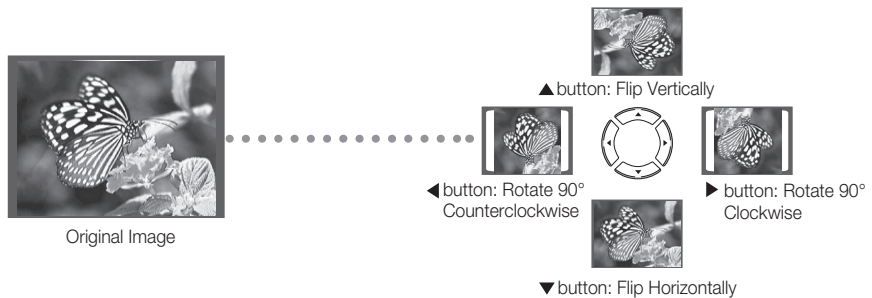 ▲button: Flip Vertically
◀ button: Rotate 90°
Counterclockwise
▶ button: Rotate 90°
Clockwise
Original Image
▼button: Flip Horizontally